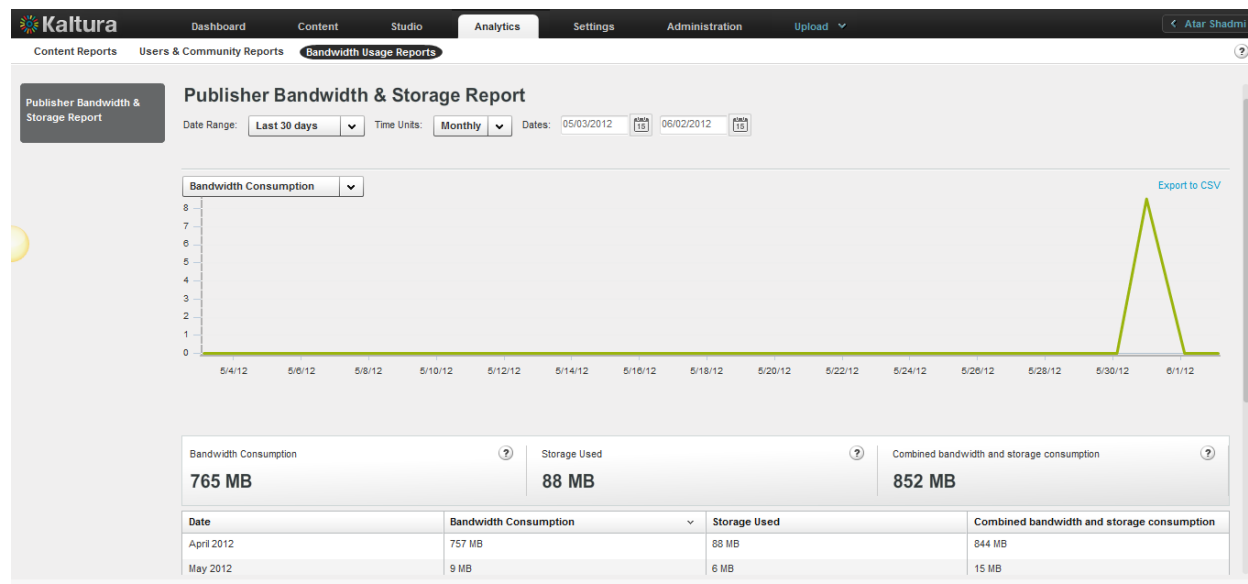 Kaltura Dashboard Content Studio Analytics Settings Administration Upload < Atar Shadmi
Content Reports Users & Community Reports Bandwidth Usage Reports ?
Publisher Bandwidth &
Storage Report
Publisher Bandwidth & Storage Report
Date Range: Last 30 days Time Units: Monthly Dates: 05/03/2012 15 06/02/2012 15
Bandwidth Consumption Export to CSV
8
7
6
5
4
3
2
1
0
5/4/12 5/6/12 5/8/12 5/10/12 5/12/12 5/14/12 5/16/12 5/18/12 5/20/12 5/22/12 5/24/12 5/26/12 5/28/12 5/30/12 6/1/12
Bandwidth Consumption ? Storage Used ? Combined bandwidth and storage consumption ?
765 MB 88 MB 852 MB
Date Bandwidth Consumption Storage Used Combined bandwidth and storage consumption
April 2012 757 MB 88 MB 844 MB
May 2012 9 MB 6 MB 15 MB